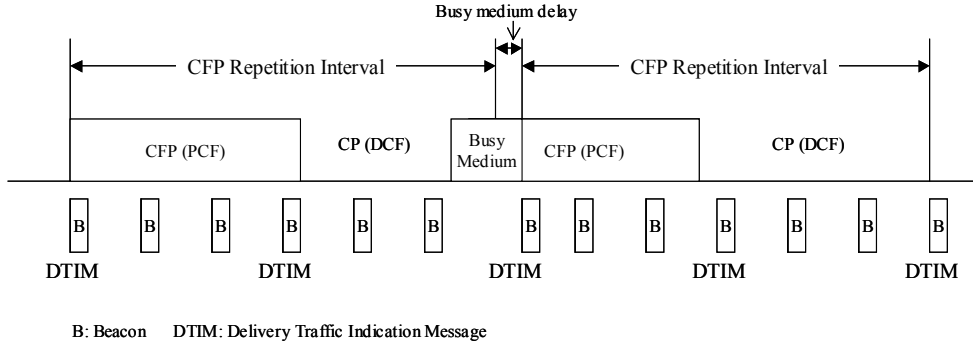 Busy medium delay
CFP Repetition Interval
CFP Repetition Interval
CFP (PCF)
CP (DCF)
Busy
Medium
CFP (PCF)
CP (DCF)
B
B
B
B
B
B
B
B
B
B
B
B
B
DTIM
DTIM
DTIM
DTIM
DTIM
B: Beacon DTIM: Delivery Traffic Indication Message